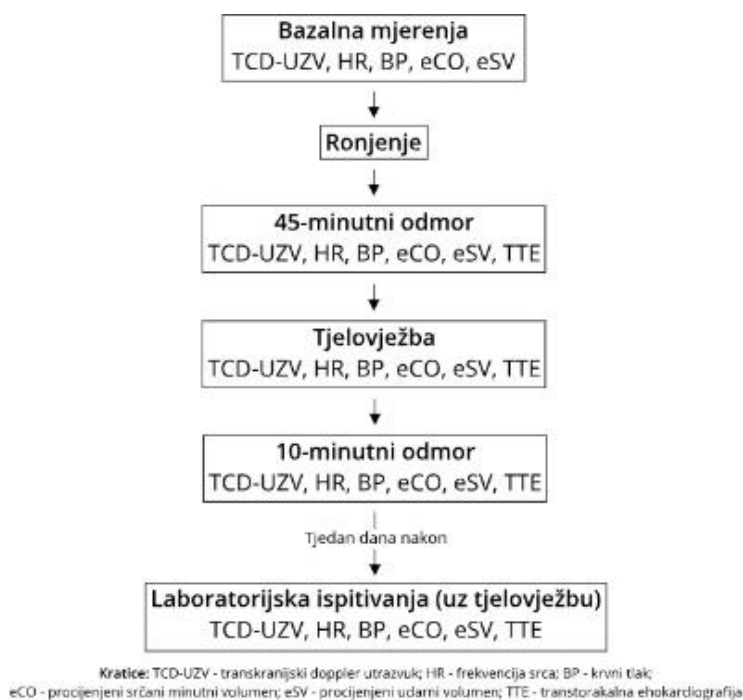 Bazalna mjerenja
TCD-UZV, HR, BP, eCO, eSV
Ronjenje
45-minutni odmor
TCD-UZV, HR, BP, eCO, eSV, TTE
Tjelovježba
TCD-UZV, HR, BP, eCO, eSV, TTE
10-minutni odmor
TCD-UZV, HR, BP, eCO, eSV, TTE
Tjedan dana nakon
Laboratorijska ispitivanja (uz tjelovježbu)
TCD-UZV, HR, BP, eCO, eSV, TTE
Kratice: TCD-UZV - transkranijski doppler utrazvuk; HR - frekvencija srca; BP - krvni tlak;
eCO - procijenjeni srčani minutni volumen; eSV - procijenjeni udarni volumen; TTE - transtorakalna ehokardiografija